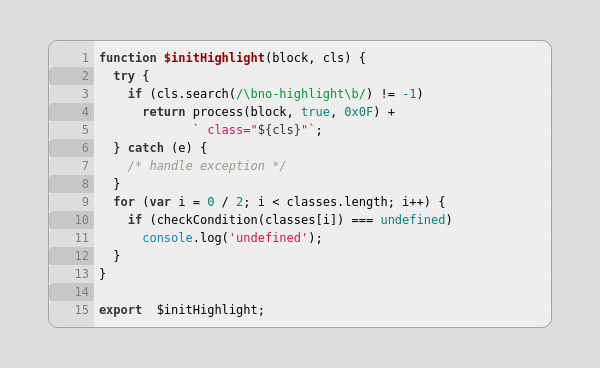 1 function $initHighlight(block, cls) {
2   try {
3     if (cls.search(/\bno-highlight\b/) != -1)
4       return process(block, true, 0x0F) +
5              ` class="${cls}"`;
6   } catch (e) {
7     /* handle exception */
8   }
9   for (var i = 0 / 2; i < classes.length; i++) {
10     if (checkCondition(classes[i]) === undefined)
11       console.log('undefined');
12   }
13 }
14
15 export  $initHighlight;